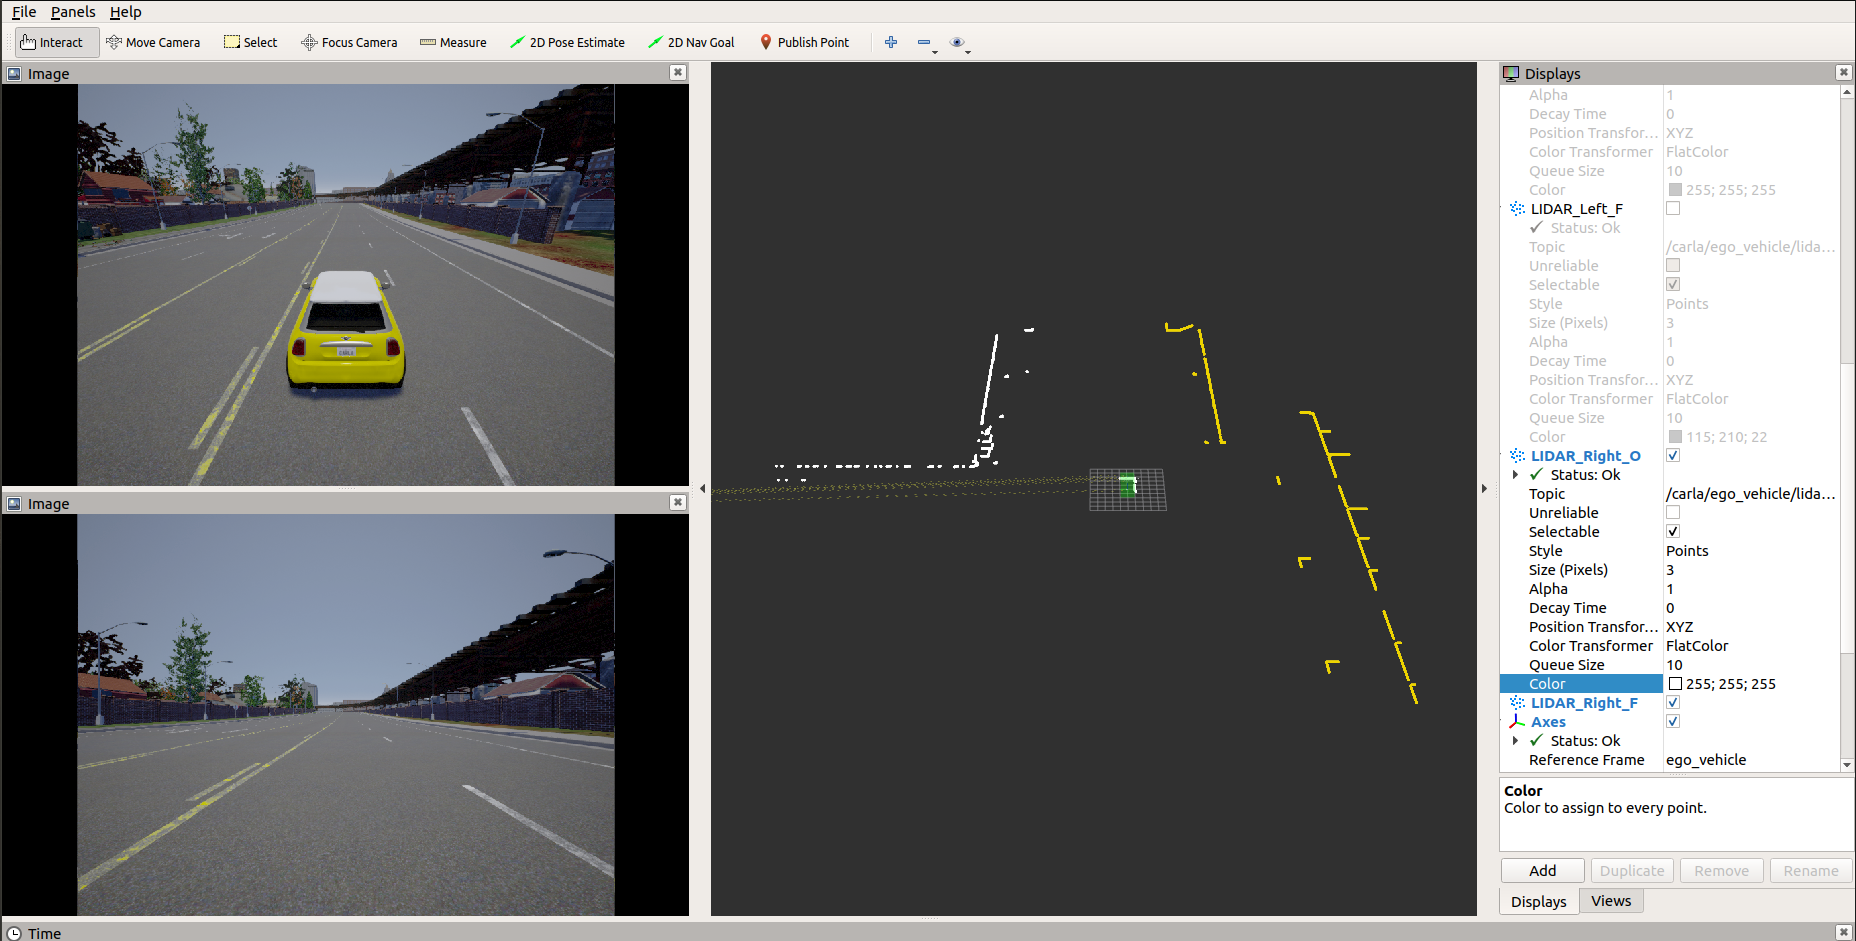 File Panels Help
Interact Move Camera Select Focus Camera Measure 2D Pose Estimate 2D Nav Goal Publish Point
Image
Image
Time
Displays
Alpha 1
Decay Time 0
Position Transfor... XYZ
Color Transformer FlatColor
Queue Size 10
Color 255; 255; 255
LIDAR_Left_F
Status: Ok
Topic /carla/ego_vehicle/lida...
Unreliable
Selectable
Style Points
Size (Pixels) 3
Alpha 1
Decay Time 0
Position Transfor... XYZ
Color Transformer FlatColor
Queue Size 10
Color 115; 210; 22
LIDAR_Right_O
Status: Ok
Topic /carla/ego_vehicle/lida...
Unreliable
Selectable
Style Points
Size (Pixels) 3
Alpha 1
Decay Time 0
Position Transfor... XYZ
Color Transformer FlatColor
Queue Size 10
Color 255; 255; 255
LIDAR_Right_F
Axes
Status: Ok
Reference Frame ego_vehicle
Color
Color to assign to every point.
Add Duplicate Remove Rename
Displays Views